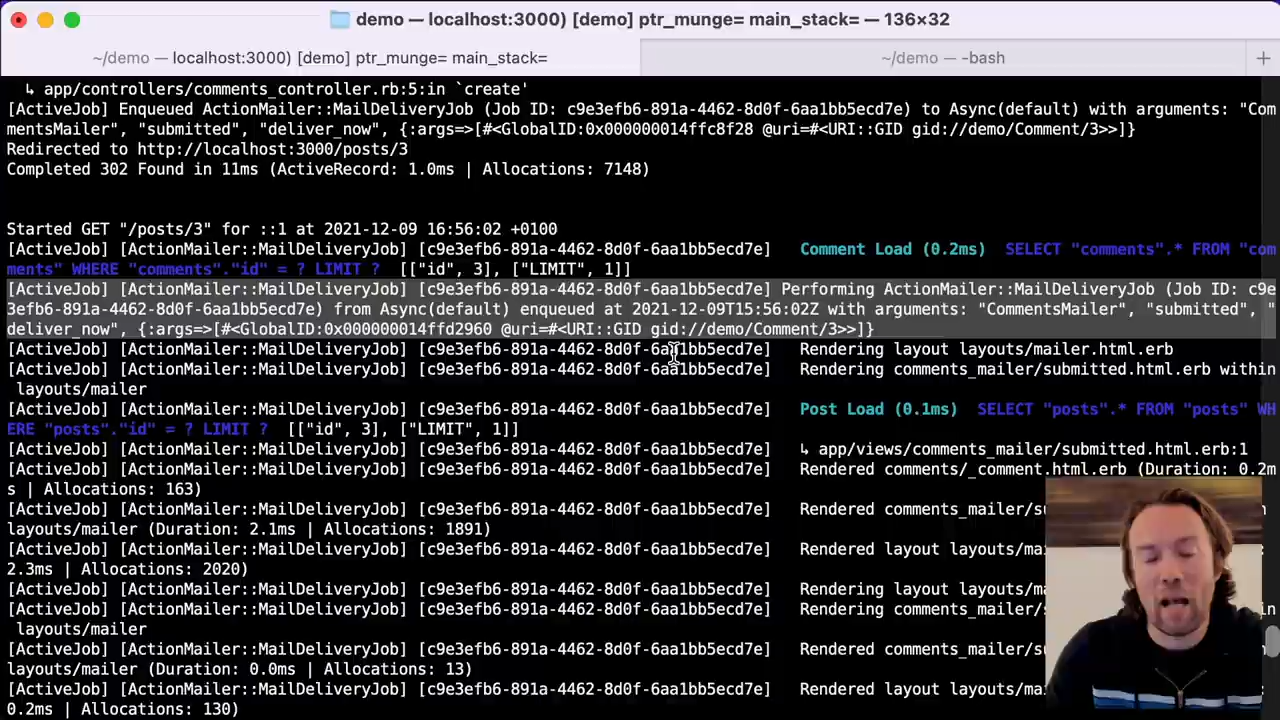 demo — localhost:3000) [demo] ptr_munge= main_stack= — 136×32
~/demo — localhost:3000) [demo] ptr_munge= main_stack=
~/demo — -bash
↳ app/controllers/comments_controller.rb:5:in `create'
[ActiveJob] Enqueued ActionMailer::MailDeliveryJob (Job ID: c9e3efb6-891a-4462-8d0f-6aa1bb5ecd7e) to Async(default) with arguments: "Com
mentsMailer", "submitted", "deliver_now", {:args=>[#<GlobalID:0x000000014ffc8f28 @uri=#<URI::GID gid://demo/Comment/3>>]}
Redirected to http://localhost:3000/posts/3
Completed 302 Found in 11ms (ActiveRecord: 1.0ms | Allocations: 7148)
Started GET "/posts/3" for ::1 at 2021-12-09 16:56:02 +0100
[ActiveJob] [ActionMailer::MailDeliveryJob] [c9e3efb6-891a-4462-8d0f-6aa1bb5ecd7e]   Comment Load (0.2ms)  SELECT "comments".* FROM "com
ments" WHERE "comments"."id" = ? LIMIT ?  [["id", 3], ["LIMIT", 1]]
[ActiveJob] [ActionMailer::MailDeliveryJob] [c9e3efb6-891a-4462-8d0f-6aa1bb5ecd7e] Performing ActionMailer::MailDeliveryJob (Job ID: c9e
3efb6-891a-4462-8d0f-6aa1bb5ecd7e) from Async(default) enqueued at 2021-12-09T15:56:02Z with arguments: "CommentsMailer", "submitted", "
deliver_now", {:args=>[#<GlobalID:0x000000014ffd2960 @uri=#<URI::GID gid://demo/Comment/3>>]}
[ActiveJob] [ActionMailer::MailDeliveryJob] [c9e3efb6-891a-4462-8d0f-6aa1bb5ecd7e]   Rendering layout layouts/mailer.html.erb
[ActiveJob] [ActionMailer::MailDeliveryJob] [c9e3efb6-891a-4462-8d0f-6aa1bb5ecd7e]   Rendering comments_mailer/submitted.html.erb within
layouts/mailer
[ActiveJob] [ActionMailer::MailDeliveryJob] [c9e3efb6-891a-4462-8d0f-6aa1bb5ecd7e]   Post Load (0.1ms)  SELECT "posts".* FROM "posts" WH
ERE "posts"."id" = ? LIMIT ?  [["id", 3], ["LIMIT", 1]]
[ActiveJob] [ActionMailer::MailDeliveryJob] [c9e3efb6-891a-4462-8d0f-6aa1bb5ecd7e]   ↳ app/views/comments_mailer/submitted.html.erb:1
[ActiveJob] [ActionMailer::MailDeliveryJob] [c9e3efb6-891a-4462-8d0f-6aa1bb5ecd7e]   Rendered comments/_comment.html.erb (Duration: 0.2m
s | Allocations: 163)
[ActiveJob] [ActionMailer::MailDeliveryJob] [c9e3efb6-891a-4462-8d0f-6aa1bb5ecd7e]   Rendered comments_mailer/s
layouts/mailer (Duration: 2.1ms | Allocations: 1891)
[ActiveJob] [ActionMailer::MailDeliveryJob] [c9e3efb6-891a-4462-8d0f-6aa1bb5ecd7e]   Rendered layout layouts/ma
2.3ms | Allocations: 2020)
[ActiveJob] [ActionMailer::MailDeliveryJob] [c9e3efb6-891a-4462-8d0f-6aa1bb5ecd7e]   Rendering layout layouts/ma
[ActiveJob] [ActionMailer::MailDeliveryJob] [c9e3efb6-891a-4462-8d0f-6aa1bb5ecd7e]   Rendering comments_mailer/
layouts/mailer
[ActiveJob] [ActionMailer::MailDeliveryJob] [c9e3efb6-891a-4462-8d0f-6aa1bb5ecd7e]   Rendered comments_mailer/s
layouts/mailer (Duration: 0.0ms | Allocations: 13)
[ActiveJob] [ActionMailer::MailDeliveryJob] [c9e3efb6-891a-4462-8d0f-6aa1bb5ecd7e]   Rendered layout layouts/ma
0.2ms | Allocations: 130)